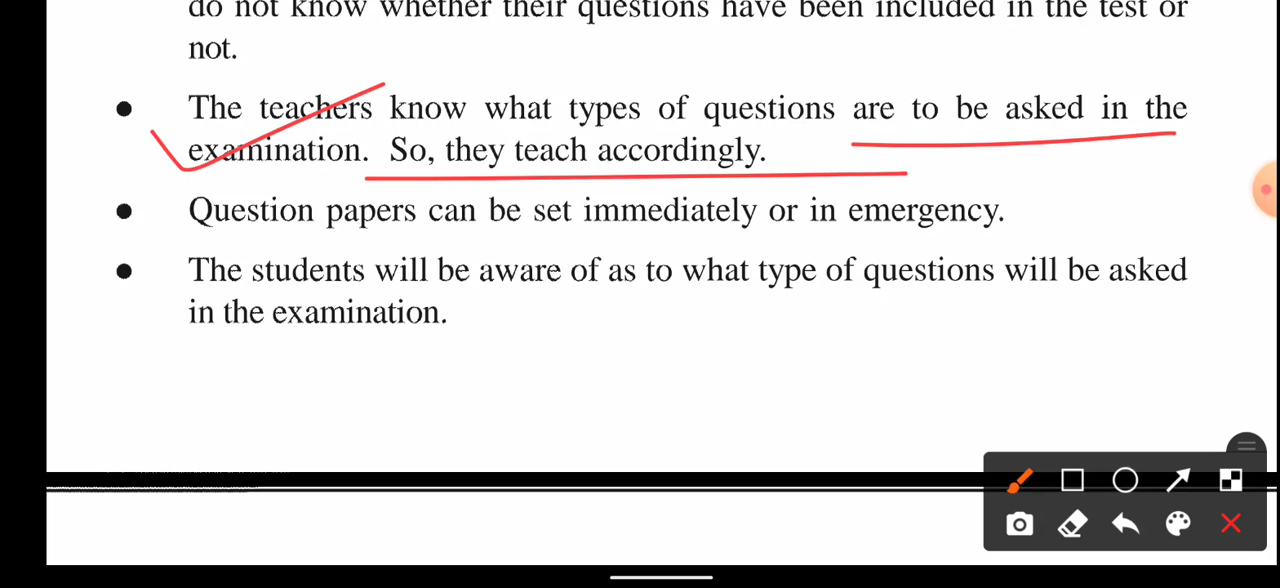 do not know whether their questions have been included in the test or
not.
● The teachers know what types of questions are to be asked in the
examination. So, they teach accordingly.
● Question papers can be set immediately or in emergency.
● The students will be aware of as to what type of questions will be asked
in the examination.